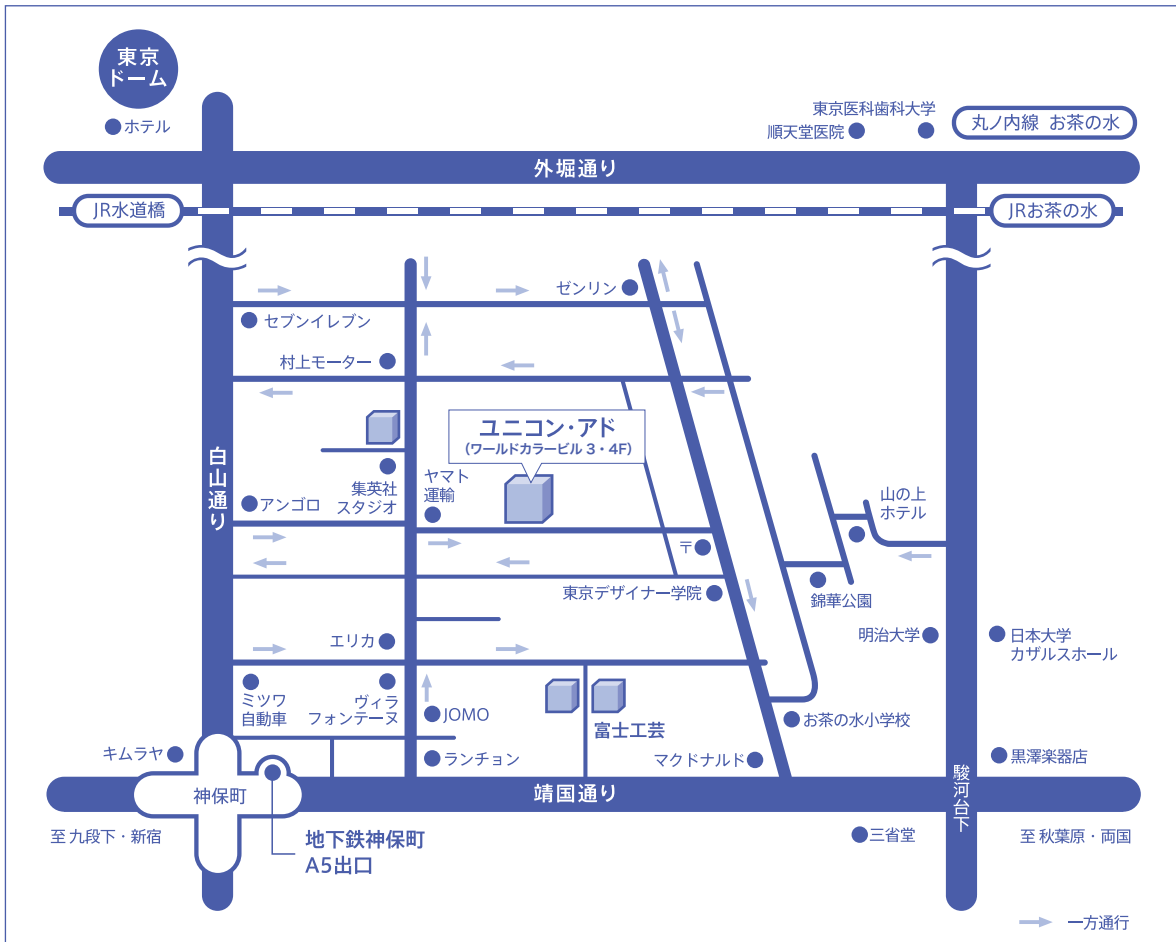 東京
ドーム
ホテル
東京医科歯科大学
順天堂医院
丸ノ内線 お茶の水
外堀通り
JR水道橋
JRお茶の水
ゼンリン
セブンイレブン
村上モーター
ユニコン・アド
(ワールドカラービル 3・4F)
白山通り
ヤマト
運輸
集英社
スタジオ
アンゴロ
山の上
ホテル
〒
東京デザイナー学院
錦華公園
エリカ
明治大学
日本大学
カザルスホール
ミツワ
自動車
ヴィラ
フォンテーヌ
JOMO
富士工芸
お茶の水小学校
キムラヤ
ランチョン
マクドナルド
黒澤楽器店
神保町
靖国通り
駿河台下
至 九段下・新宿
地下鉄神保町
A5出口
三省堂
至 秋葉原・両国
一方通行